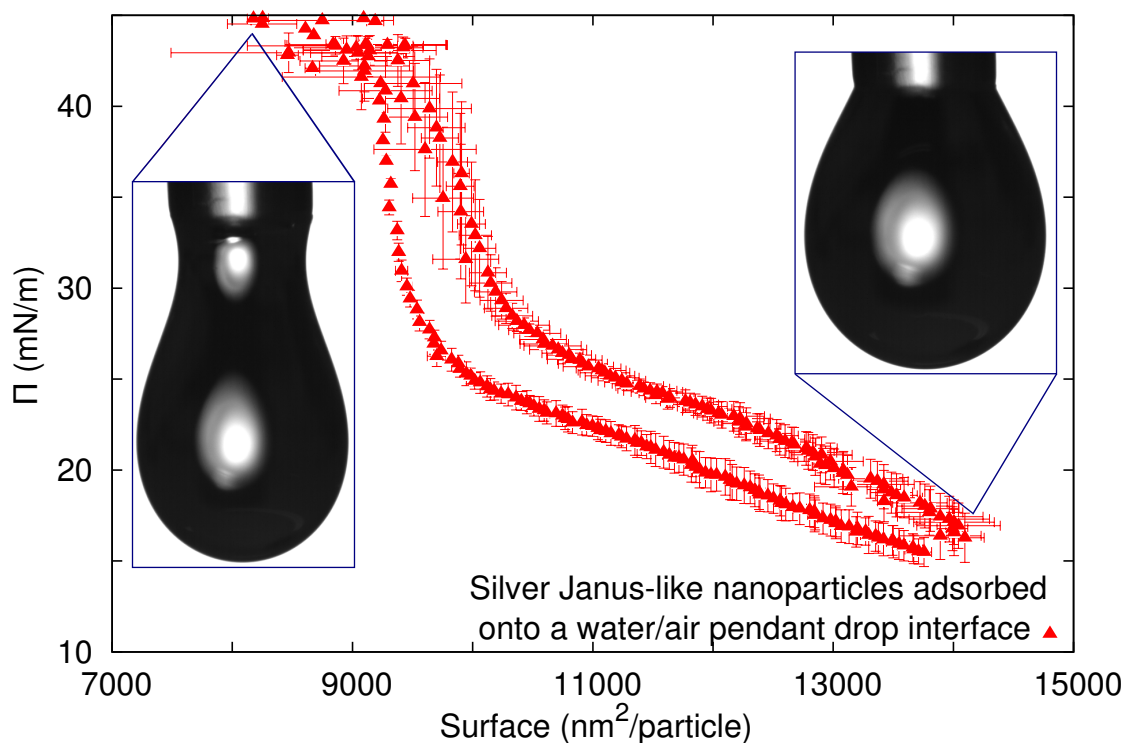 40
30
20
10
Π (mN/m)
Silver Janus-like nanoparticles adsorbed
onto a water/air pendant drop interface
7000 9000 11000 13000 15000
Surface (nm²/particle)